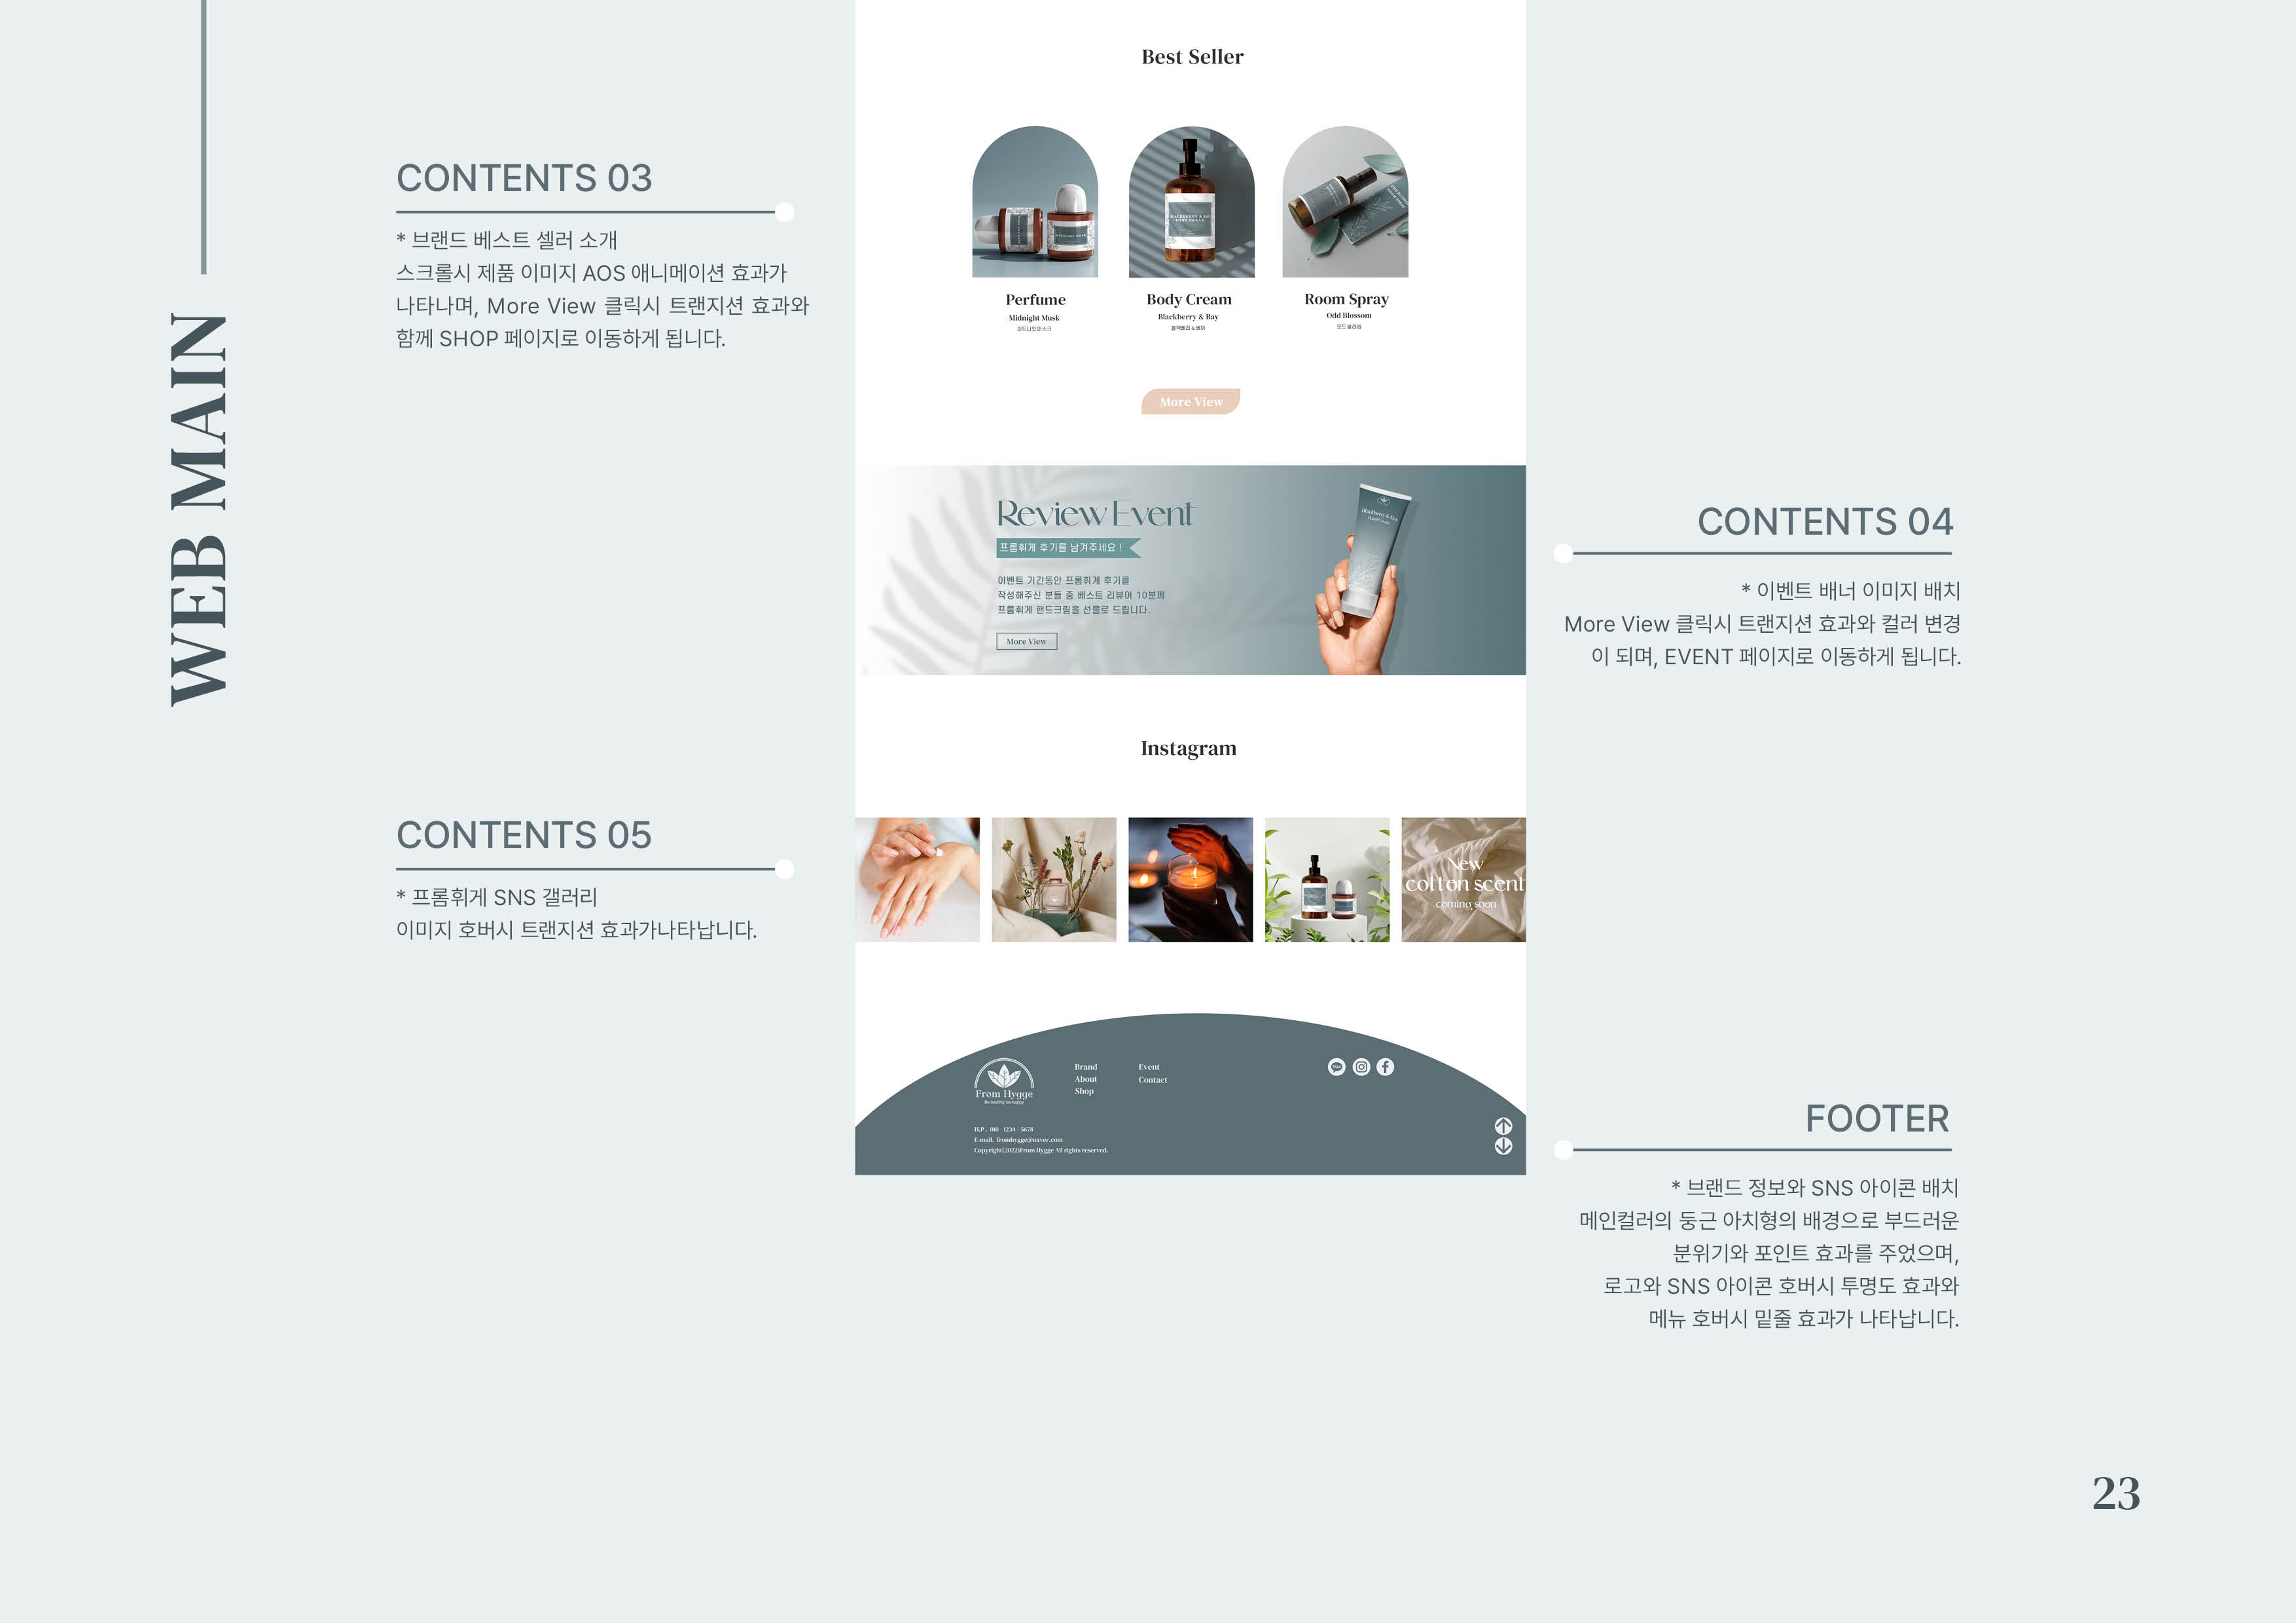 WEB MAIN
CONTENTS 03
* 브랜드 베스트 셀러 소개
스크롤시 제품 이미지 AOS 애니메이션 효과가
나타나며, More View 클릭시 트랜지션 효과와
함께 SHOP 페이지로 이동하게 됩니다.
Best Seller
Perfume
Midnight Musk
미드나잇 머스크
Body Cream
Blackberry & Bay
블랙베리 & 베이
Room Spray
Odd Blossom
오드 블라썸
More View
Review Event
프롬휘게 후기를 남겨주세요 !
이벤트 기간동안 프롬휘게 후기를
작성해주신 분들 중 베스트 리뷰어 10분께
프롬휘게 핸드크림을 선물로 드립니다.
More View
Blackberry & Bay
Hand Cream
CONTENTS 04
* 이벤트 배너 이미지 배치
More View 클릭시 트랜지션 효과와 컬러 변경
이 되며, EVENT 페이지로 이동하게 됩니다.
Instagram
New
cotton scent
coming soon
CONTENTS 05
* 프롬휘게 SNS 갤러리
이미지 호버시 트랜지션 효과가나타납니다.
From Hygge
Be healthy be happy
Brand
About
Shop
Event
Contact
H.P . 010 - 1234 - 5678
E-mail. fromhygge@naver.com
Copyright(2022)From Hygge All rights reserved.
FOOTER
* 브랜드 정보와 SNS 아이콘 배치
메인컬러의 둥근 아치형의 배경으로 부드러운
분위기와 포인트 효과를 주었으며,
로고와 SNS 아이콘 호버시 투명도 효과와
메뉴 호버시 밑줄 효과가 나타납니다.
23